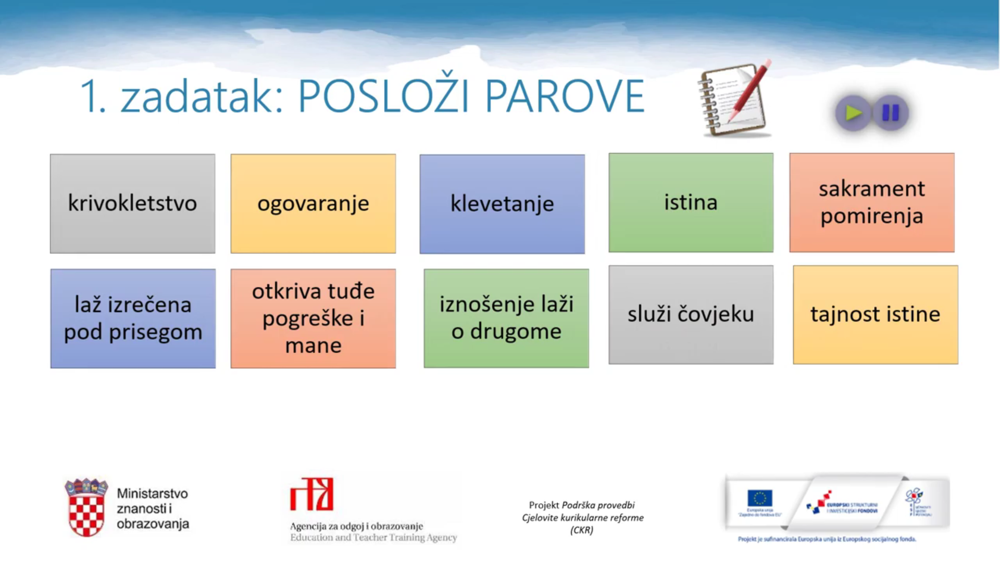 1. zadatak: POSLOŽI PAROVE
krivokletstvo
ogovaranje
klevetanje
istina
sakrament
pomirenja
laž izrečena
pod prisegom
otkriva tuđe
pogreške i
mane
iznošenje laži
o drugome
služi čovjeku
tajnost istine
Ministarstvo
znanosti i
obrazovanja
Agencija za odgoj i obrazovanje
Education and Teacher Training Agency
Projekt Podrška provedbi
Cjelovite kurikularne reforme
(CKR)
Europska unija
"Zajedno do fondova EU"
EUROPSKI STRUKTURNI
I INVESTICIJSKI FONDOVI
Projekt je sufinancirala Europska unija iz Europskog socijalnog fonda.